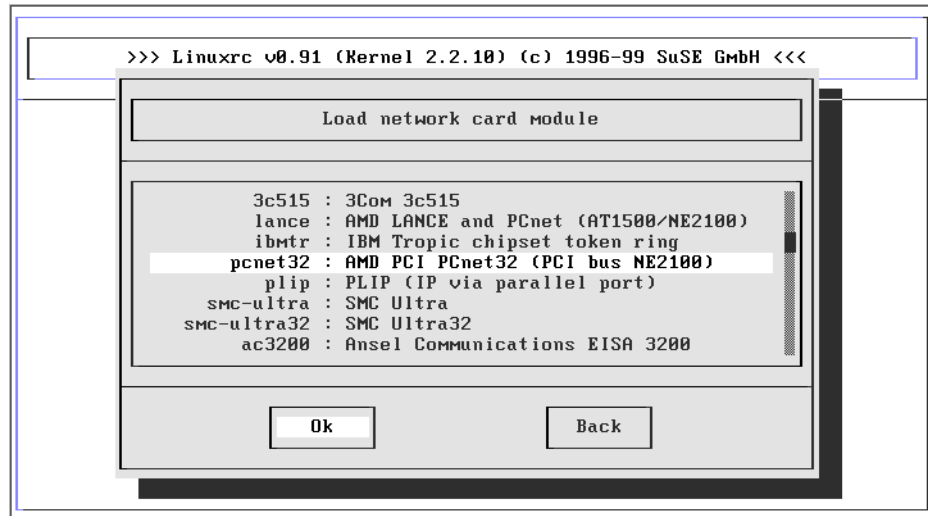 >>> Linuxrc v0.91 (Kernel 2.2.10) (c) 1996-99 SuSE GmbH <<<
Load network card module
3c515 : 3Com 3c515
lance : AMD LANCE and PCnet (AT1500/NE2100)
ibmtr : IBM Tropic chipset token ring
pcnet32 : AMD PCI PCnet32 (PCI bus NE2100)
plip : PLIP (IP via parallel port)
smc-ultra : SMC Ultra
smc-ultra32 : SMC Ultra32
ac3200 : Ansel Communications EISA 3200
Ok Back